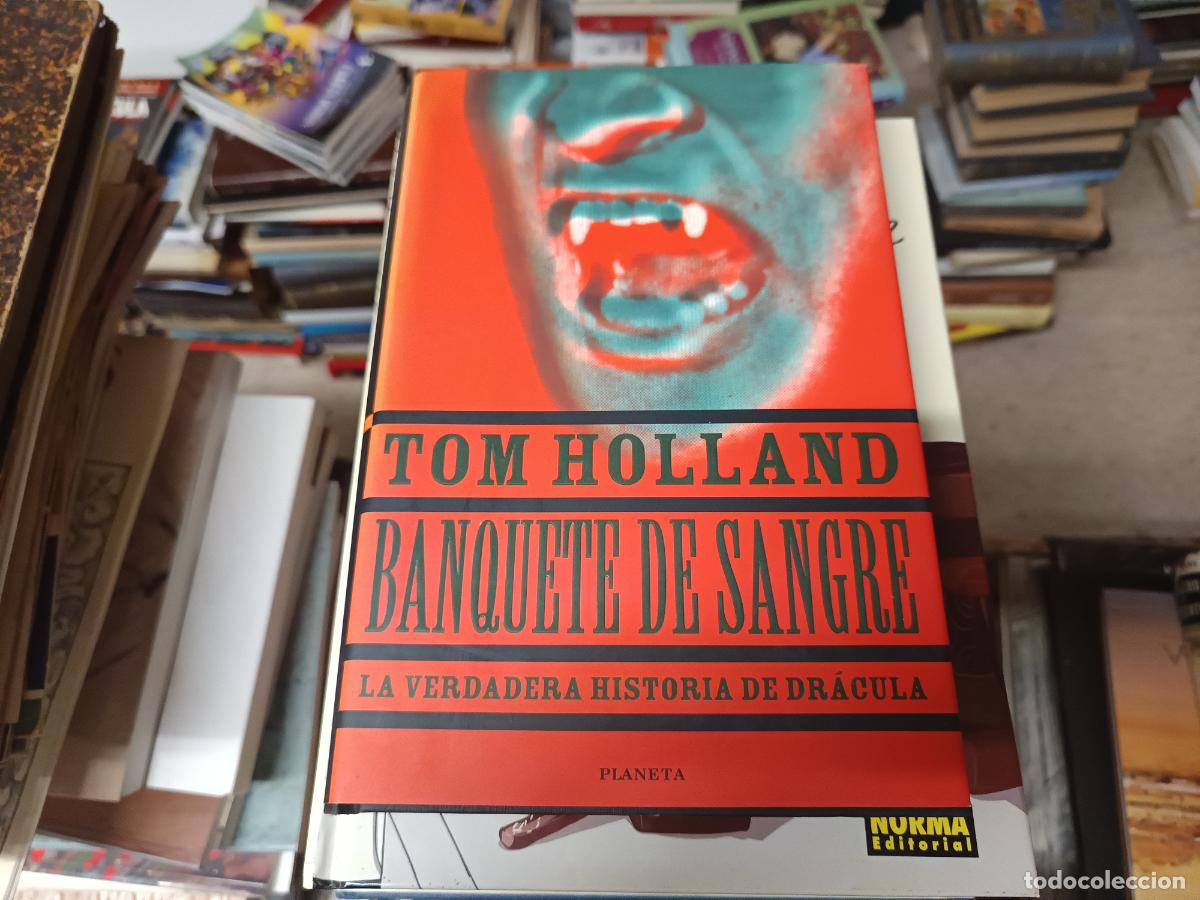 TOM HOLLAND
BANQUETE DE SANGRE
LA VERDADERA HISTORIA DE DRÁCULA
PLANETA
NORMA
Editorial
todocoleccion